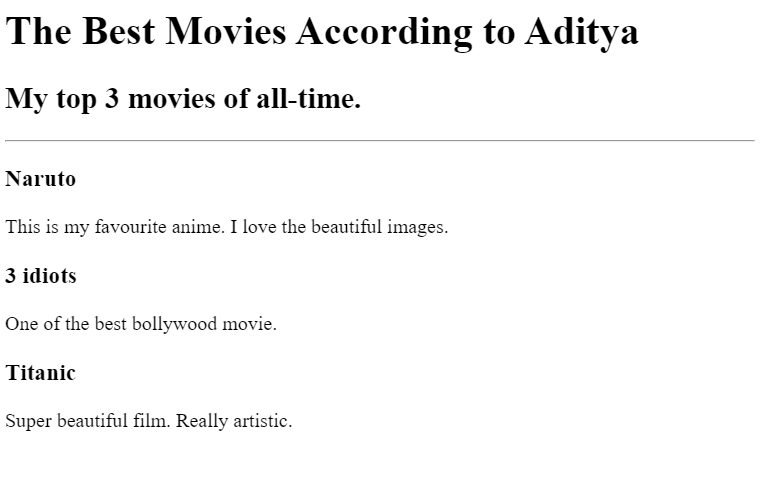 The Best Movies According to Aditya
My top 3 movies of all-time.
Naruto
This is my favourite anime. I love the beautiful images.
3 idiots
One of the best bollywood movie.
Titanic
Super beautiful film. Really artistic.